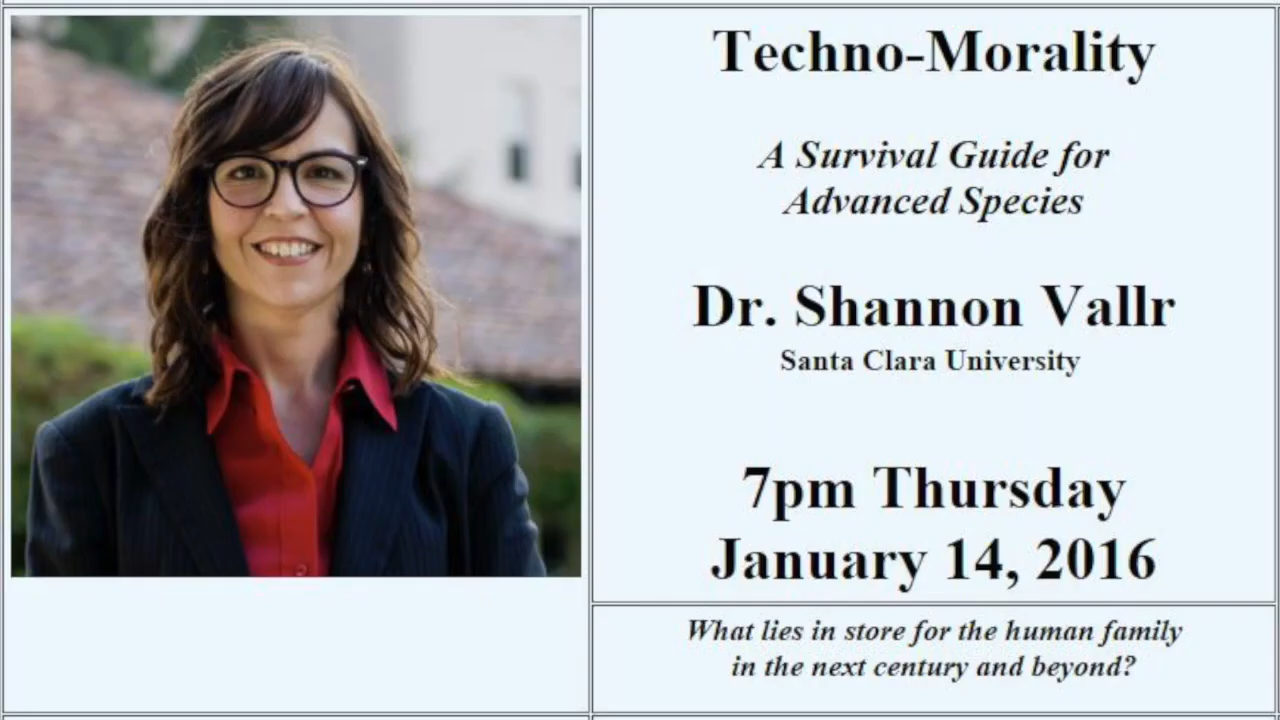 Techno-Morality
A Survival Guide for
Advanced Species
Dr. Shannon Vallr
Santa Clara University
7pm Thursday
January 14, 2016
What lies in store for the human family
in the next century and beyond?